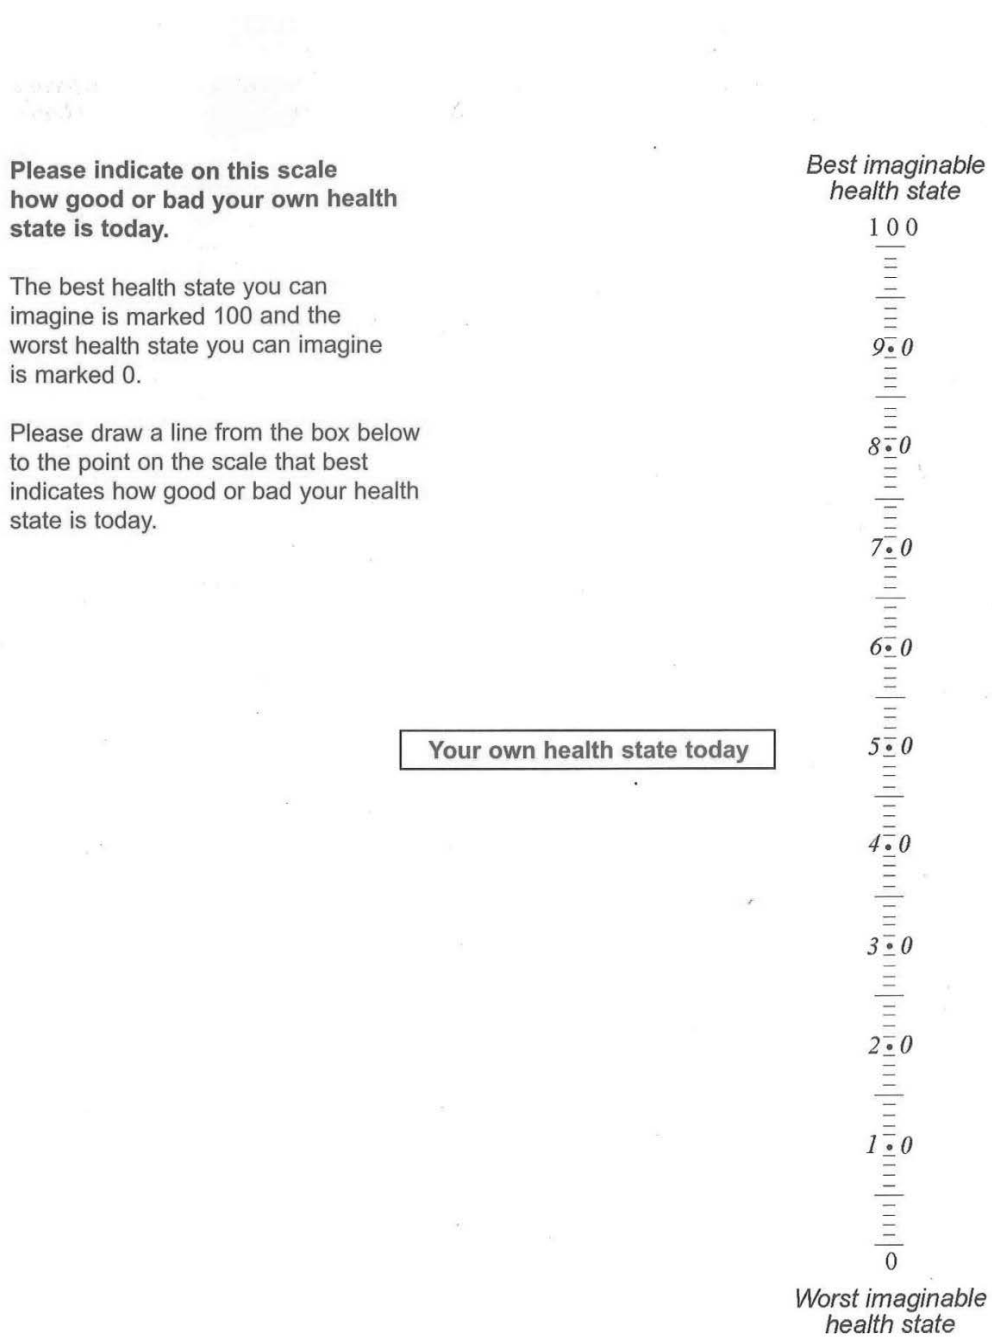 Please indicate on this scale
how good or bad your own health
state is today.
The best health state you can
imagine is marked 100 and the
worst health state you can imagine
is marked 0.
Please draw a line from the box below
to the point on the scale that best
indicates how good or bad your health
state is today.
Your own health state today
Best imaginable
health state
100
9•0
8•0
7•0
6•0
5•0
4•0
3•0
2•0
1•0
0
Worst imaginable
health state